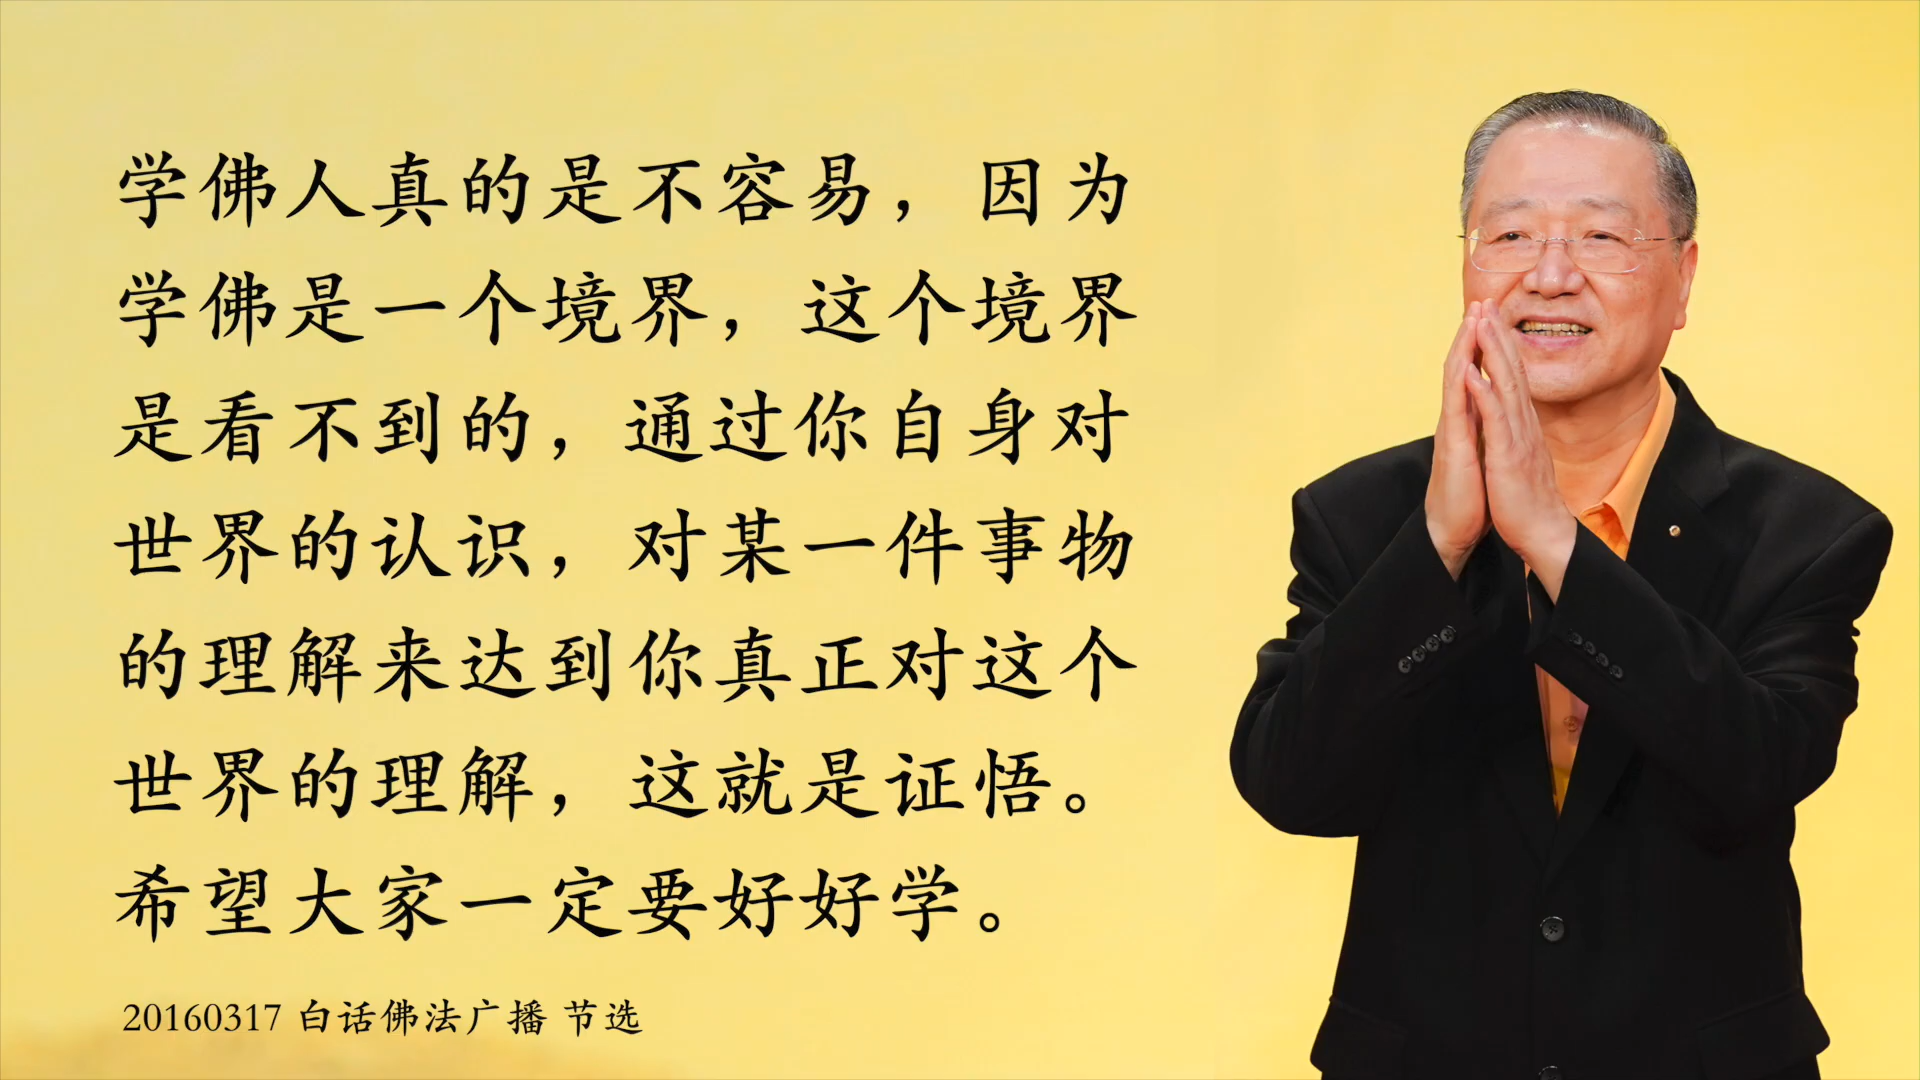 学佛人真的是不容易，因为
学佛是一个境界，这个境界
是看不到的，通过你自身对
世界的认识，对某一件事物
的理解来达到你真正对这个
世界的理解，这就是证悟。
希望大家一定要好好学。
20160317 白话佛法广播 节选